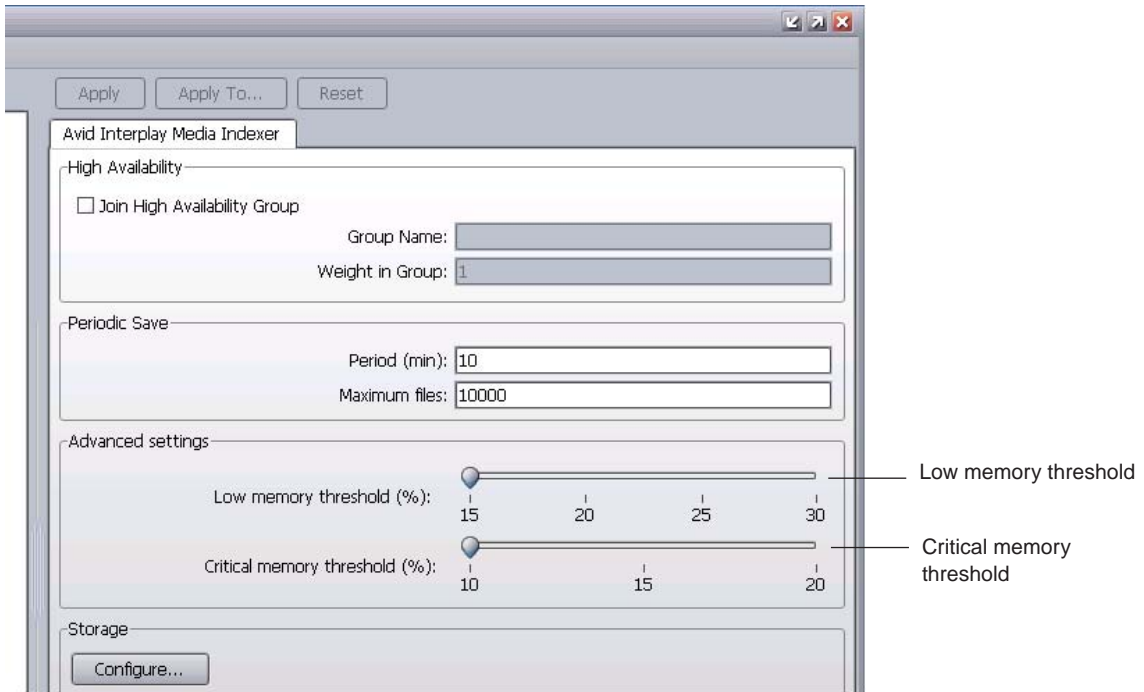 Apply Apply To... Reset
Avid Interplay Media Indexer
High Availability
Join High Availability Group
Group Name:
Weight in Group: 1
Periodic Save
Period (min): 10
Maximum files: 10000
Advanced settings
Low memory threshold (%):
15 20 25 30
Low memory threshold
Critical memory threshold (%):
10 15 20
Critical memory
threshold
Storage
Configure...